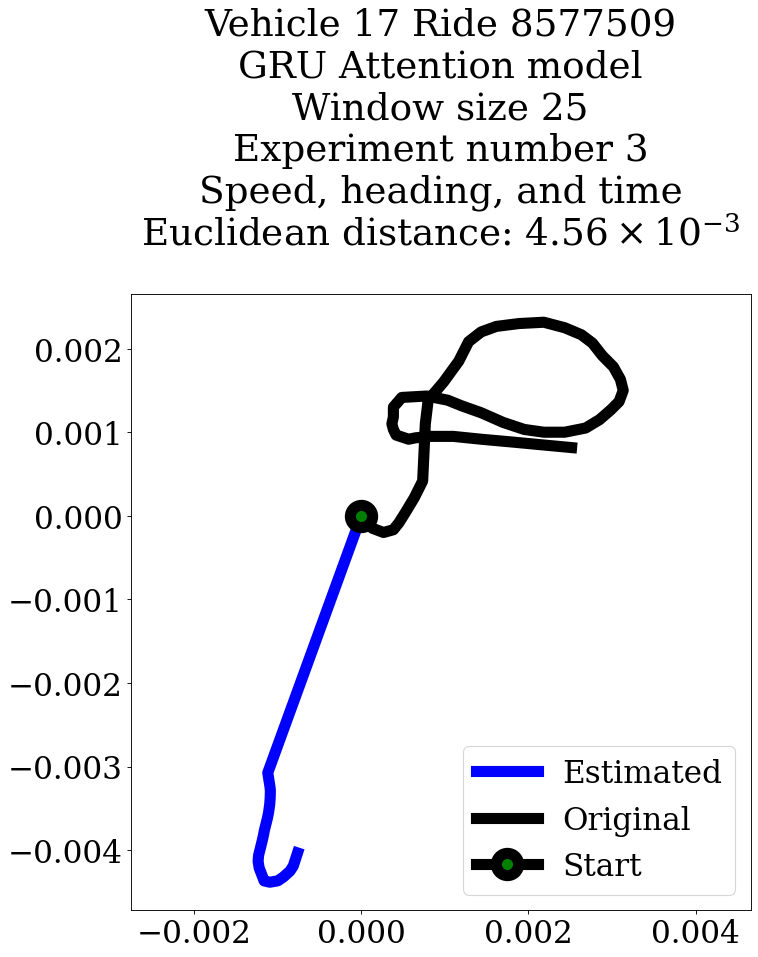 Vehicle 17 Ride 8577509
GRU Attention model
Window size 25
Experiment number 3
Speed, heading, and time
Euclidean distance: 4.56 × 10⁻³
0.002
0.001
0.000
−0.001
−0.002
−0.003
−0.004
Estimated
Original
Start
−0.002 0.000 0.002 0.004